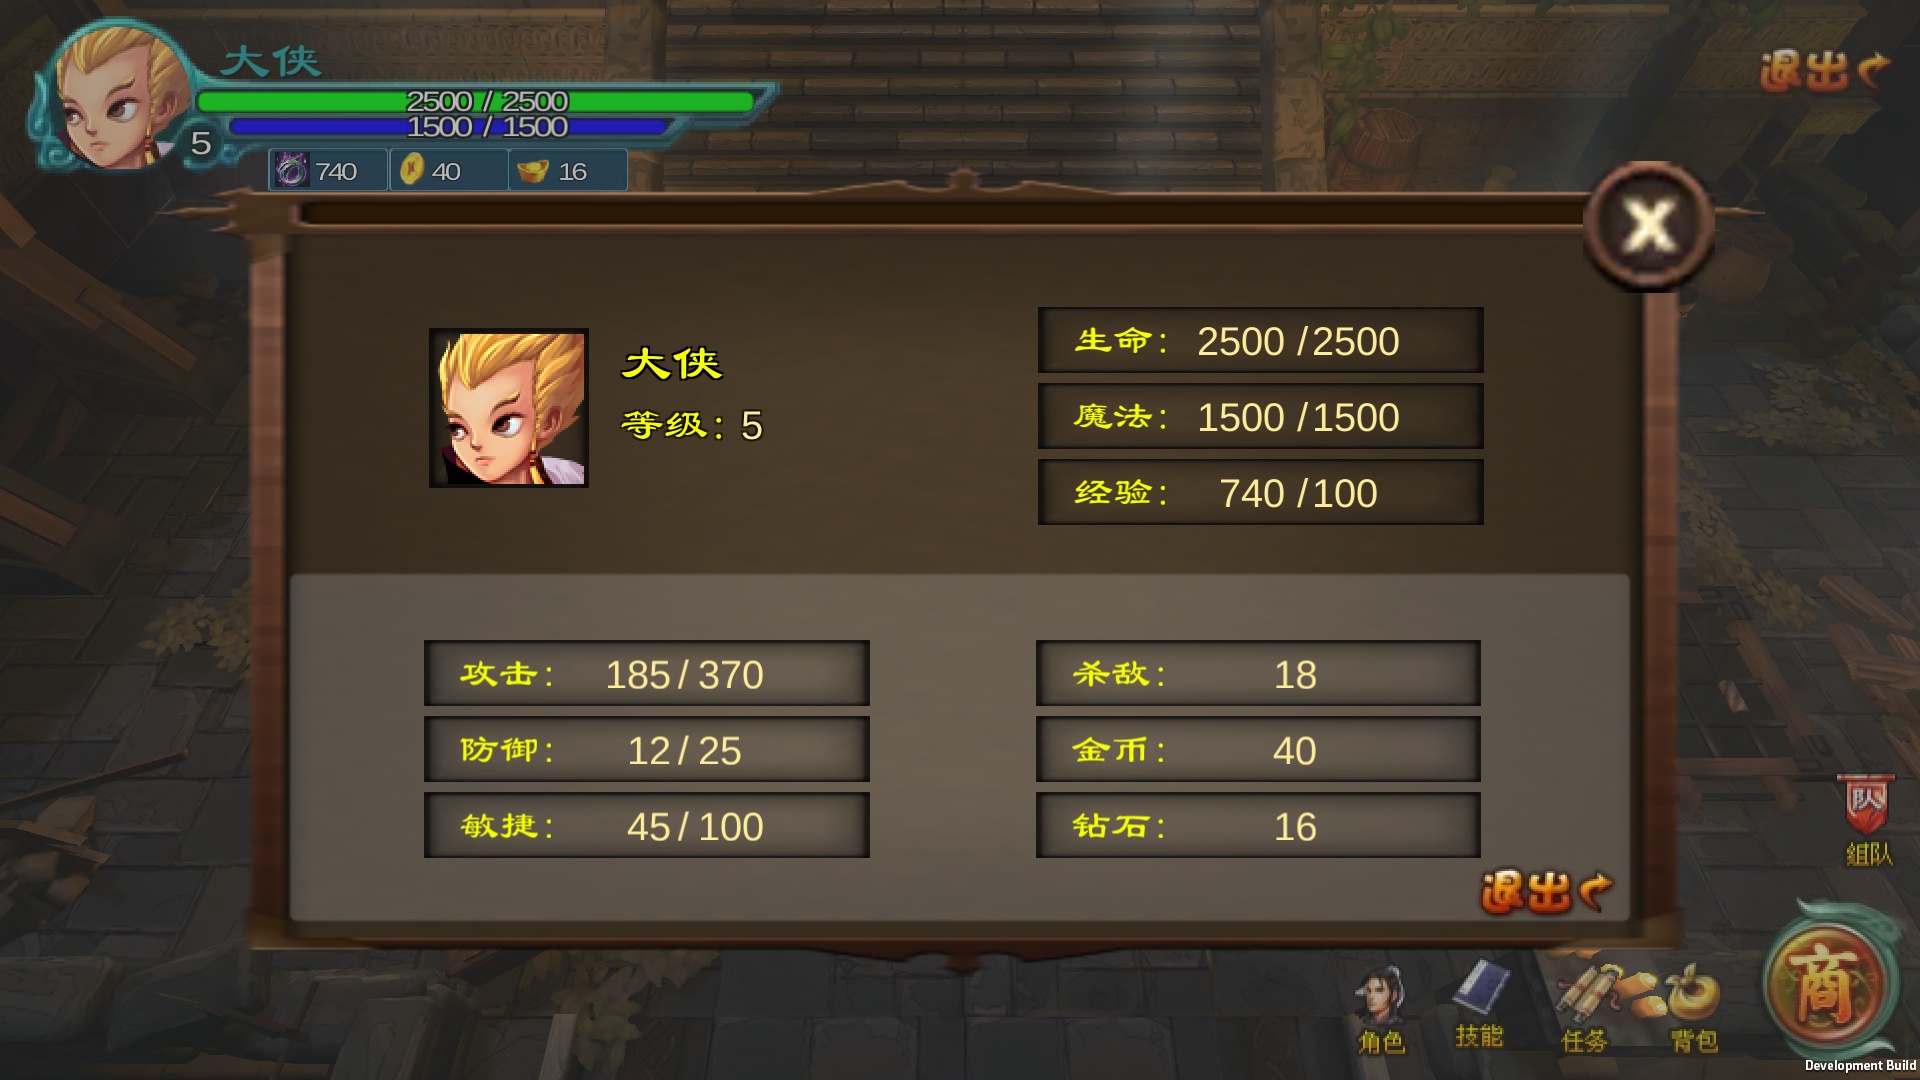 大侠
退出
2500 / 2500
1500 / 1500
5
740 40 16
X
大侠
等级: 5
生命: 2500 /2500
魔法: 1500 /1500
经验: 740 /100
攻击: 185 / 370
防御: 12 / 25
敏捷: 45 / 100
杀敌: 18
金币: 40
钻石: 16
退出
队
组队
商
角色 技能 任务 背包
Development Build